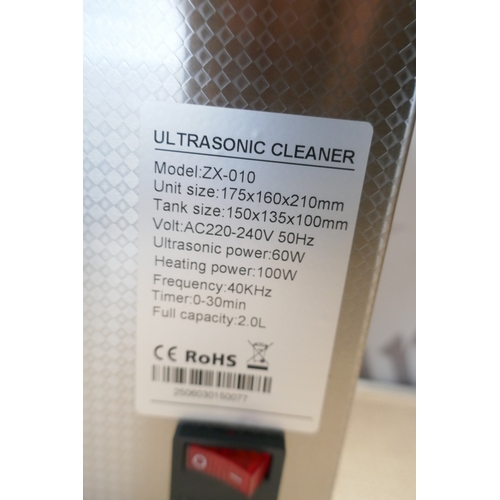 ULTRASONIC CLEANER
Model:ZX-010
Unit size:175x160x210mm
Tank size:150x135x100mm
Volt:AC220-240V 50Hz
Ultrasonic power:60W
Heating power:100W
Frequency:40KHz
Timer:0-30min
Full capacity:2.0L
CE RoHS
2506030150077